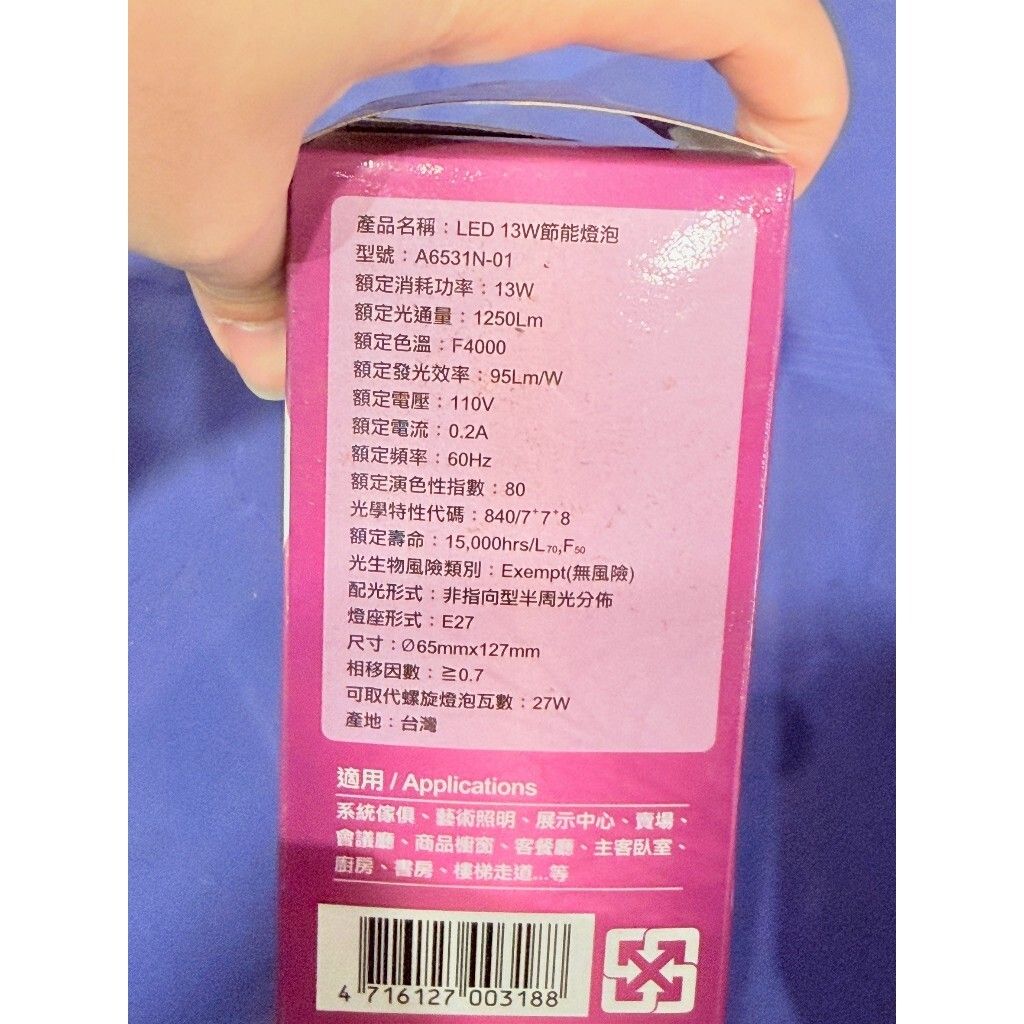 產品名稱：LED 13W節能燈泡
型號：A6531N-01
額定消耗功率：13W
額定光通量：1250Lm
額定色溫：F4000
額定發光效率：95Lm/W
額定電壓：110V
額定電流：0.2A
額定頻率：60Hz
額定演色性指數：80
光學特性代碼：840/7⁺7⁺8
額定壽命：15,000hrs/L₇₀,F₅₀
光生物風險類別：Exempt(無風險)
配光形式：非指向型半周光分佈
燈座形式：E27
尺寸：Ø65mmx127mm
相移因數：≧0.7
可取代螺旋燈泡瓦數：27W
產地：台灣
適用 / Applications
系統傢俱、藝術照明、展示中心、賣場、
會議廳、商品櫥窗、客餐廳、主客臥室、
廚房、書房、樓梯走道...等
4 716127 003188